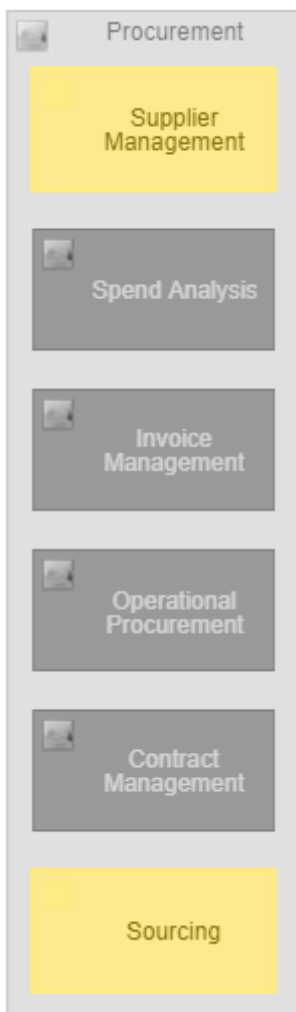 Procurement
Supplier
Management
Spend Analysis
Invoice
Management
Operational
Procurement
Contract
Management
Sourcing